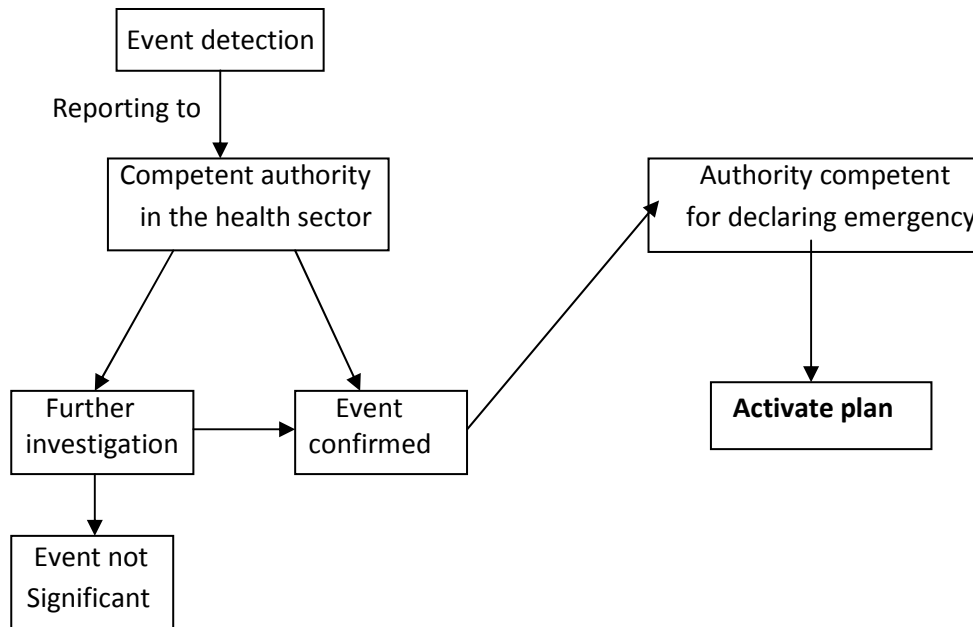 Event detection
Reporting to
Competent authority
in the health sector
Authority competent
for declaring emergency
Further
investigation
Event
confirmed
Activate plan
Event not
Significant